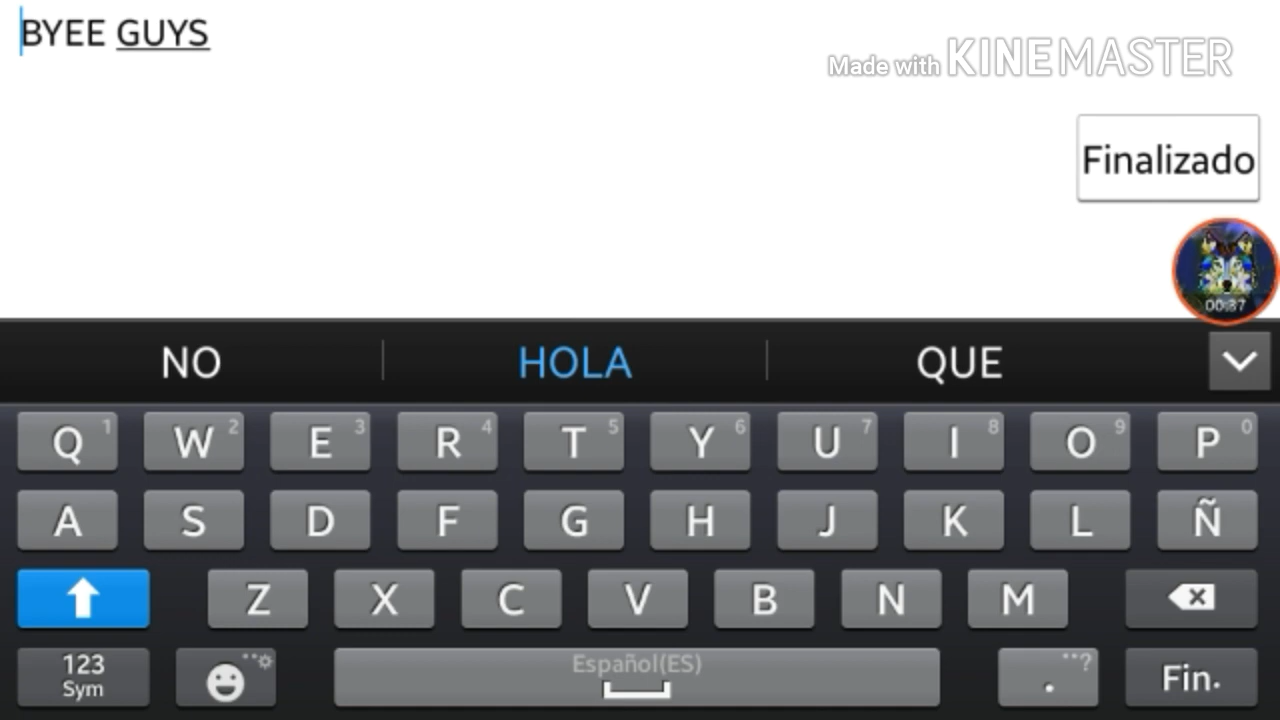 BYEE GUYS
Made with KINEMASTER
Finalizado
00:37
NO HOLA QUE
Q 1 W 2 E 3 R 4 T 5 Y 6 U 7 I 8 O 9 P 0
A S D F G H J K L Ñ
Z X C V B N M
123 Sym Español(ES) . ? Fin.